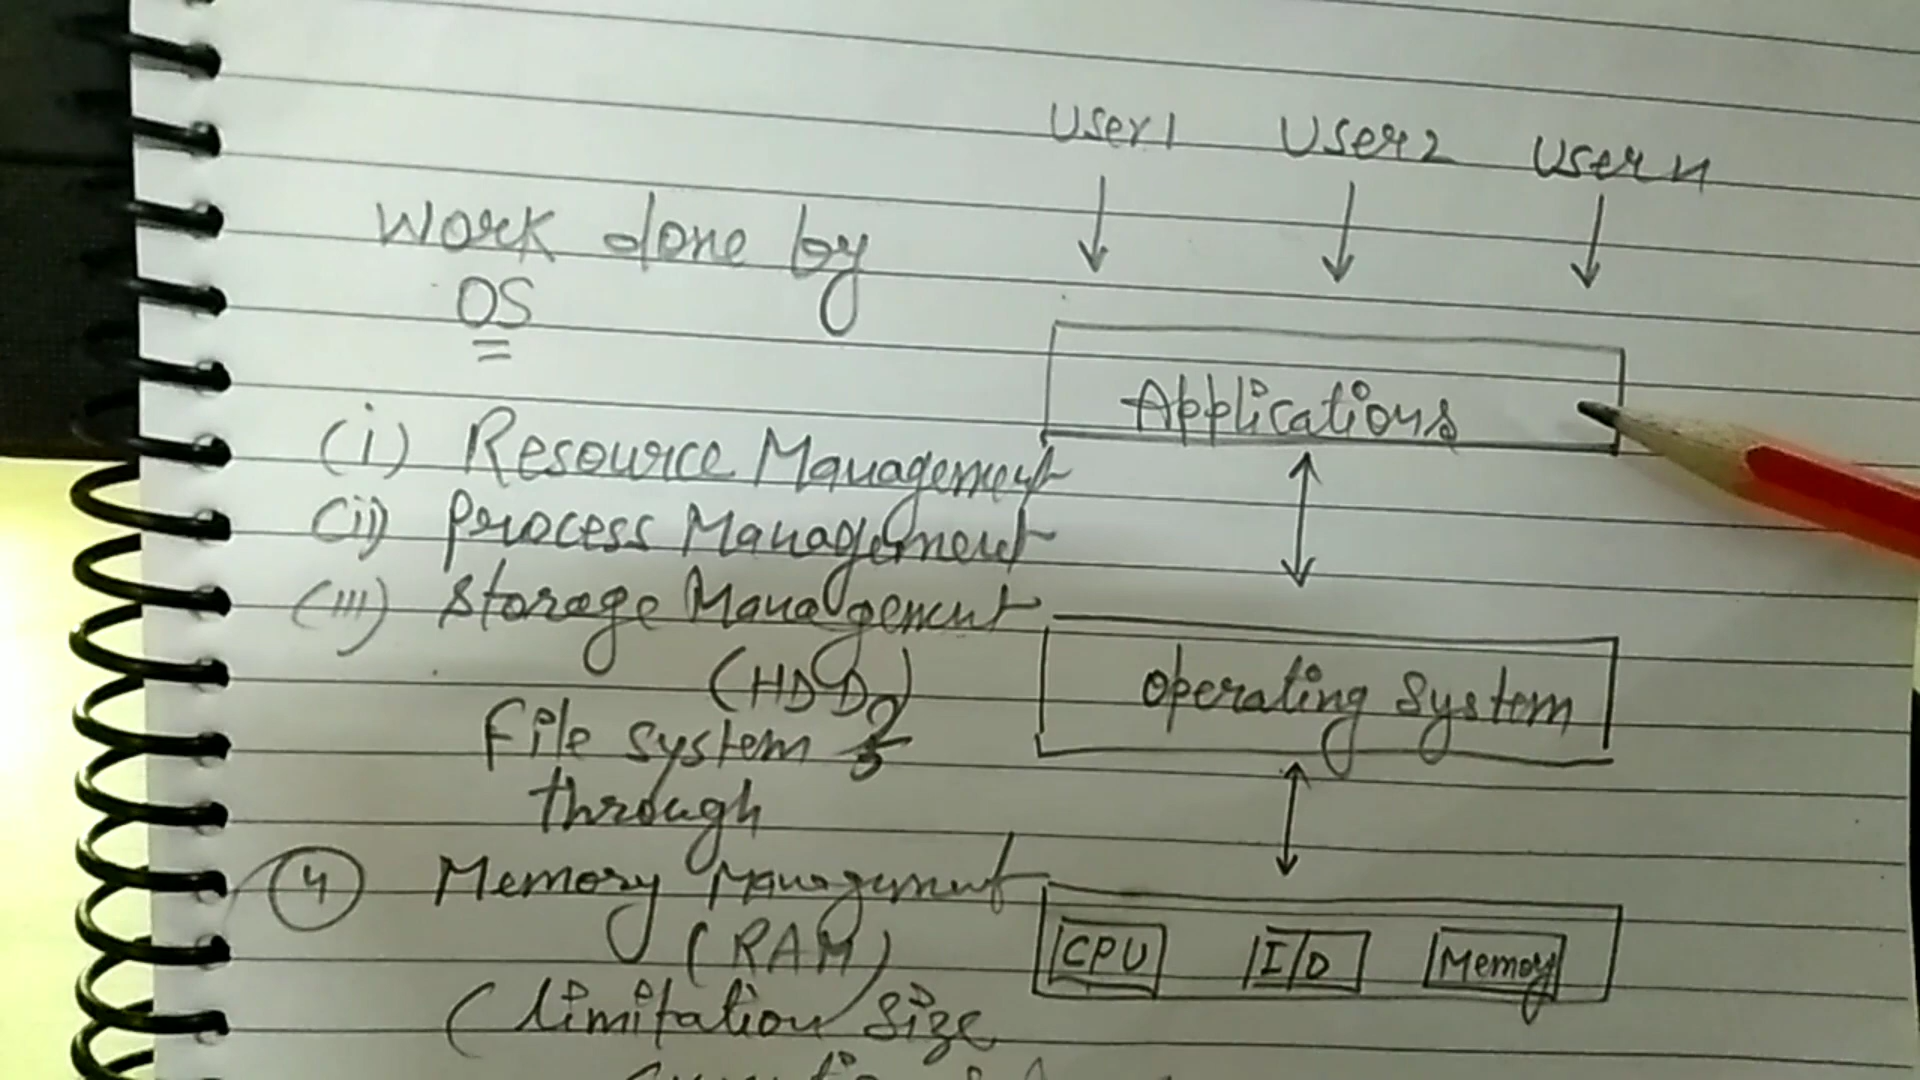 User1 User2 User n
Work done by
OS
Applications
(i) Resource Management
(ii) Process Management
(iii) Storage Management
(HDD)
Operating System
File system
through
(4) Memory Management
(RAM)
CPU I/O Memory
(limitation size